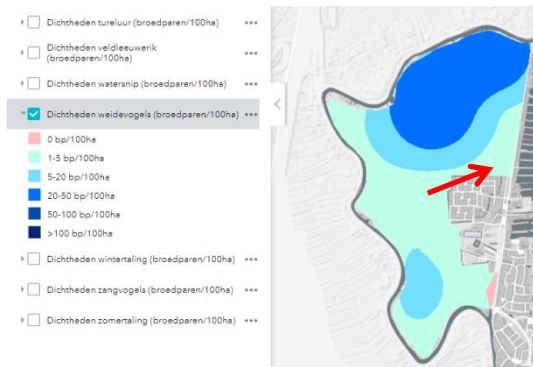 Dichtheden tureluur (broedparen/100ha)
Dichtheden veldleeuwerik
(broedparen/100ha)
Dichtheden watersnip (broedparen/100ha)
Dichtheden weidevogels (broedparen/100ha)
0 bp/100ha
1-5 bp/100ha
5-20 bp/100ha
20-50 bp/100ha
50-100 bp/100ha
>100 bp/100ha
Dichtheden wintertaling (broedparen/100ha)
Dichtheden zangvogels (broedparen/100ha)
Dichtheden zomertaling (broedparen/100ha)